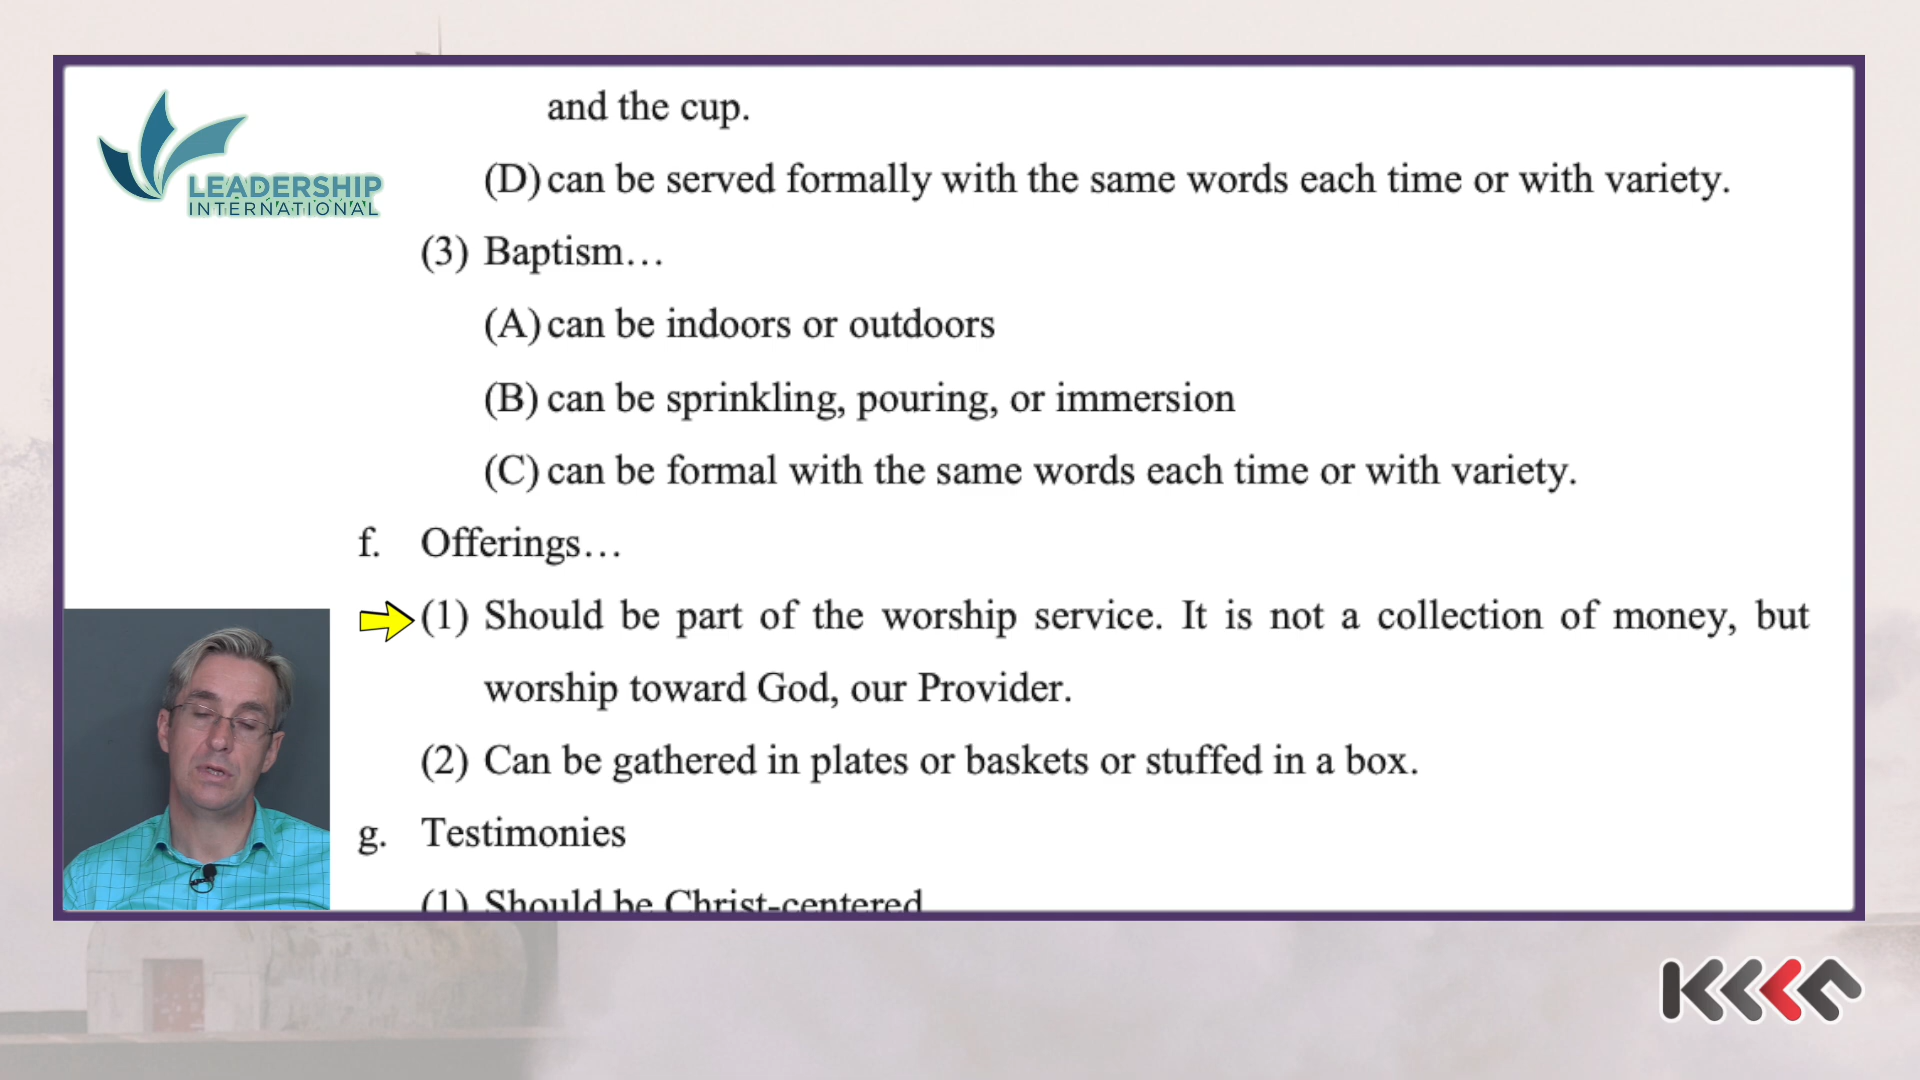 LEADERSHIP
INTERNATIONAL
and the cup.
(D) can be served formally with the same words each time or with variety.
(3) Baptism…
(A) can be indoors or outdoors
(B) can be sprinkling, pouring, or immersion
(C) can be formal with the same words each time or with variety.
f. Offerings…
(1) Should be part of the worship service. It is not a collection of money, but
worship toward God, our Provider.
(2) Can be gathered in plates or baskets or stuffed in a box.
g. Testimonies
(1) Should be Christ-centered